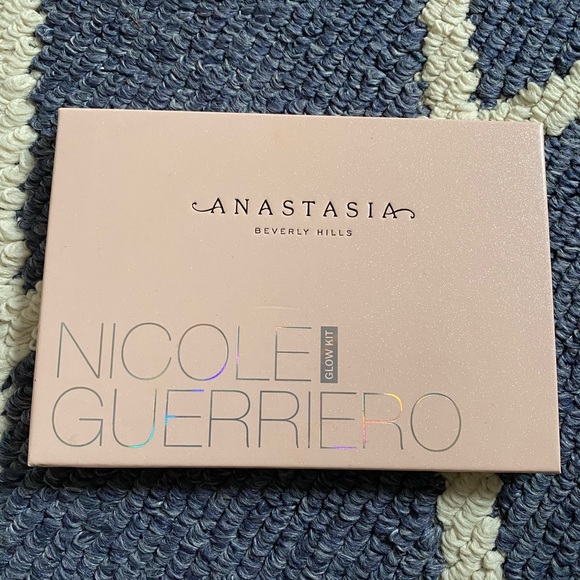 ANASTASIA
BEVERLY HILLS
NICOLE
GLOW KIT
GUERRIERO